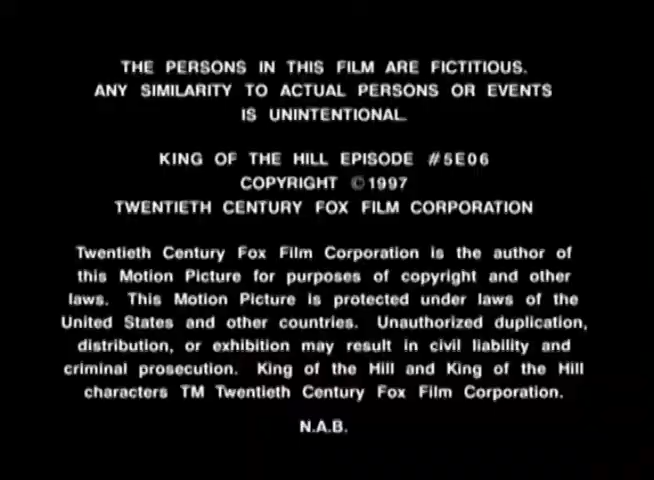 THE PERSONS IN THIS FILM ARE FICTITIOUS.
ANY SIMILARITY TO ACTUAL PERSONS OR EVENTS
IS UNINTENTIONAL.
KING OF THE HILL EPISODE #5E06
COPYRIGHT ©1997
TWENTIETH CENTURY FOX FILM CORPORATION
Twentieth Century Fox Film Corporation is the author of
this Motion Picture for purposes of copyright and other
laws. This Motion Picture is protected under laws of the
United States and other countries. Unauthorized duplication,
distribution, or exhibition may result in civil liability and
criminal prosecution. King of the Hill and King of the Hill
characters TM Twentieth Century Fox Film Corporation.
N.A.B.